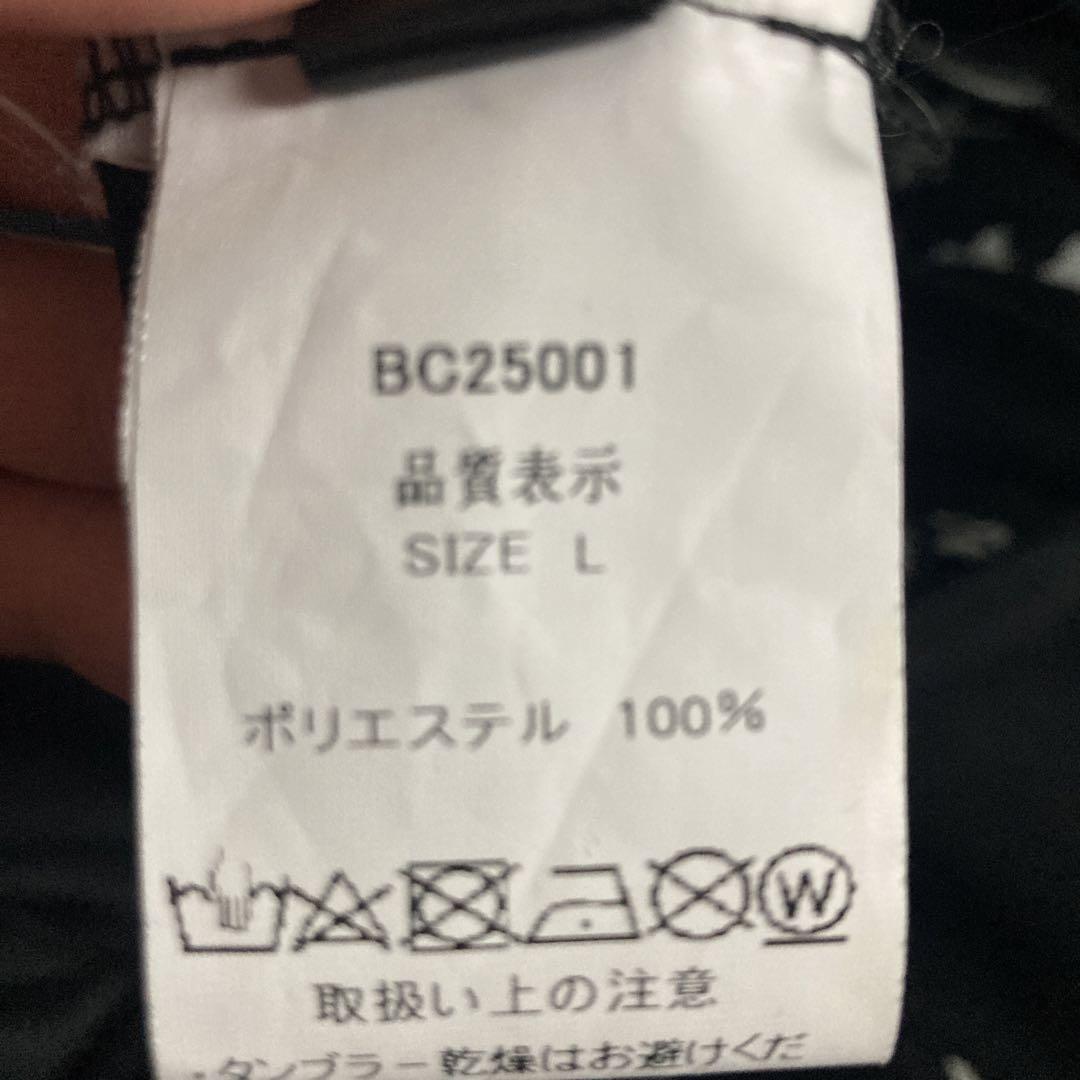 BC25001
品質表示
SIZE L
ポリエステル 100%
W
取扱い上の注意
・タンブラー乾燥はお避けくだ